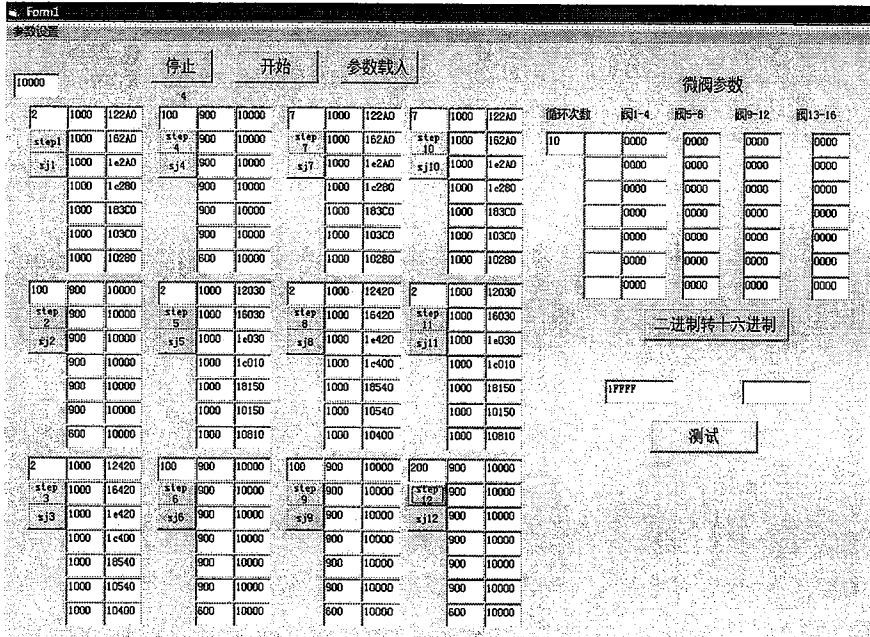 Form1
参数设置
停止 开始 参数载入
10000
4
微阀参数
循环次数 阀1-4 阀5-8 阀9-12 阀13-16
2 1000 122A0 100 900 10000 7 1000 122A0 7 1000 122A0
step1 1000 162A0 step 4 900 10000 step 7 1000 162A0 step 10 1000 162A0 10 0000 0000 0000 0000
sj1 1000 1e2A0 sj4 900 10000 sj7 1000 1e2A0 sj10 1000 1e2A0 0000 0000 0000 0000
1000 1c280 900 10000 1000 1c280 1000 1c280 0000 0000 0000 0000
1000 183C0 900 10000 1000 183C0 1000 183C0 0000 0000 0000 0000
1000 103C0 900 10000 1000 103C0 1000 103C0 0000 0000 0000 0000
1000 10280 600 10000 1000 10280 1000 10280 0000 0000 0000 0000
0000 0000 0000 0000
100 900 10000 2 1000 12030 2 1000 12420 2 1000 12030
step 2 900 10000 step 5 1000 16030 step 8 1000 16420 step 11 1000 16030
二进制转十六进制
sj2 900 10000 sj5 1000 1e030 sj8 1000 1e420 sj11 1000 1e030
900 10000 1000 1c010 1000 1c400 1000 1c010
900 10000 1000 18150 1000 18540 1000 18150
1FFFF
900 10000 1000 10150 1000 10540 1000 10150
600 10000 1000 10810 1000 10400 1000 10810
测试
2 1000 12420 100 900 10000 100 900 10000 200 900 10000
step 3 1000 16420 step 6 900 10000 step 9 900 10000 step 12 900 10000
sj3 1000 1e420 sj6 900 10000 sj9 900 10000 sj12 900 10000
1000 1c400 900 10000 900 10000 900 10000
1000 18540 900 10000 900 10000 900 10000
1000 10540 900 10000 900 10000 900 10000
1000 10400 600 10000 600 10000 600 10000